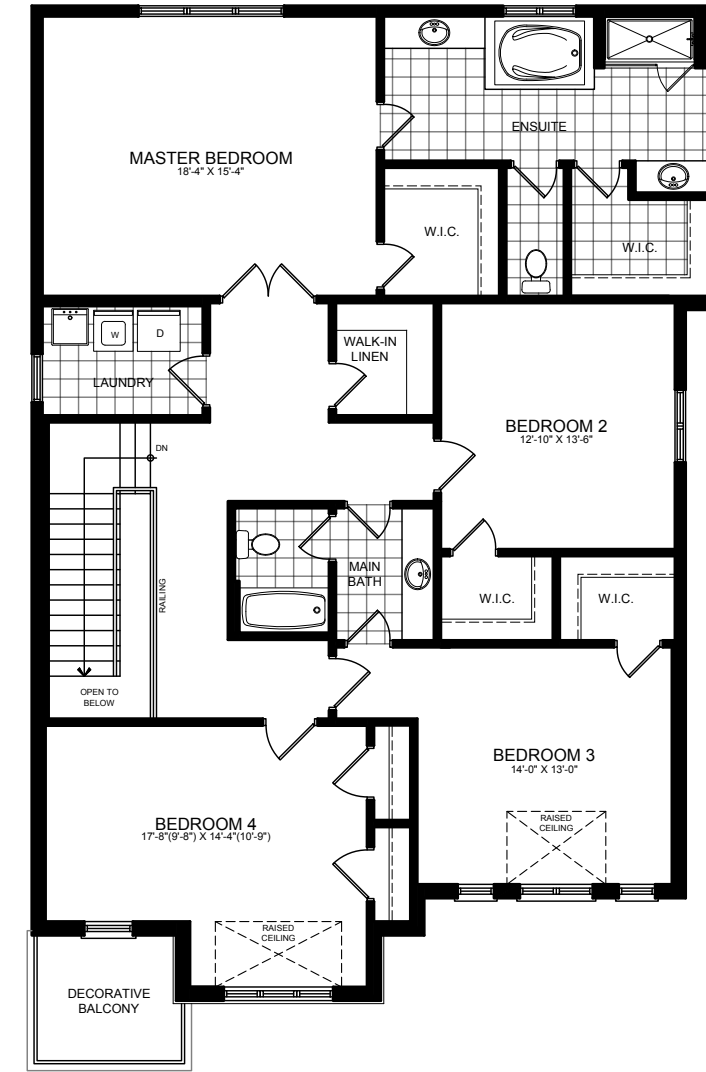 ENSUITE
MASTER BEDROOM
18'-4" X 15'-4"
W.I.C.
W.I.C.
W
D
LAUNDRY
WALK-IN
LINEN
BEDROOM 2
12'-10" X 13'-6"
DN
RAILING
MAIN
BATH
W.I.C.
W.I.C.
OPEN TO
BELOW
BEDROOM 3
14'-0" X 13'-0"
RAISED
CEILING
BEDROOM 4
17'-8"(9'-8") X 14'-4"(10'-9")
RAISED
CEILING
DECORATIVE
BALCONY